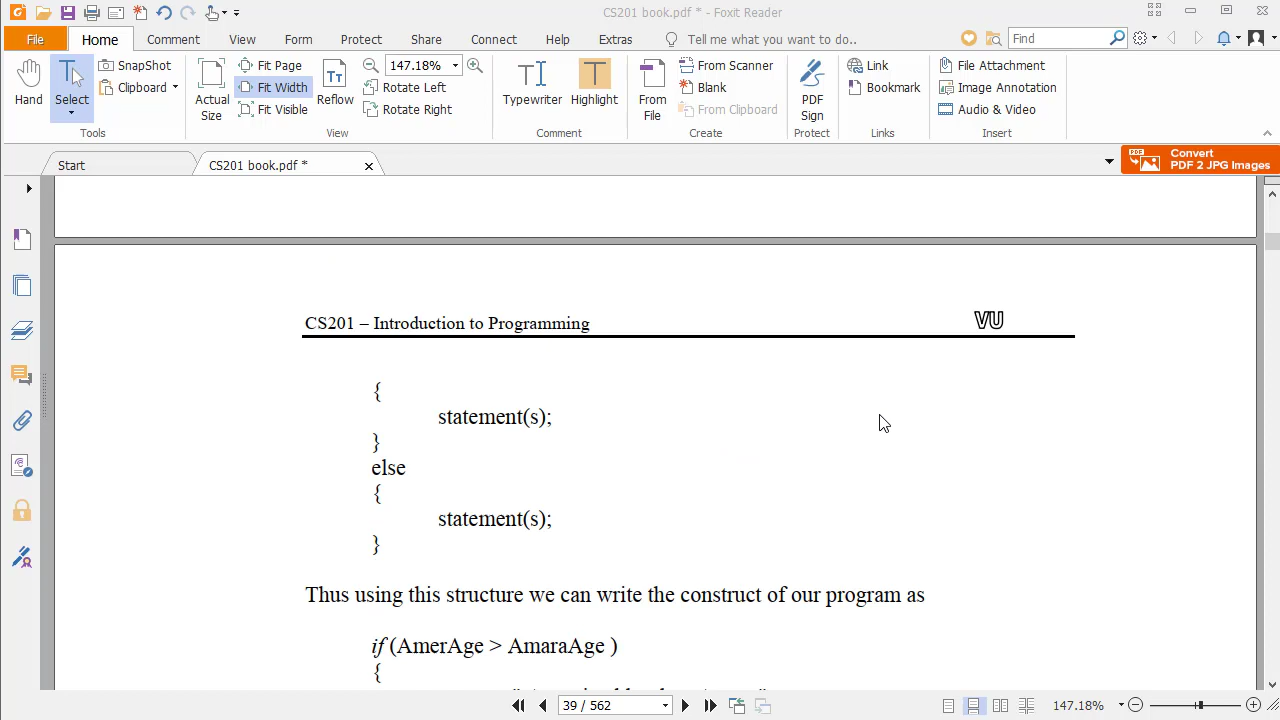 CS201 book.pdf * - Foxit Reader
File Home Comment View Form Protect Share Connect Help Extras Tell me what you want to do.. Find
Hand
Select
SnapShot
Clipboard
Tools
Actual Size
Fit Page
Fit Width
Fit Visible
Reflow
147.18%
Rotate Left
Rotate Right
View
Typewriter
Highlight
Comment
From File
From Scanner
Blank
From Clipboard
Create
PDF Sign
Protect
Link
Bookmark
Links
File Attachment
Image Annotation
Audio & Video
Insert
Start
CS201 book.pdf *
Convert
PDF 2 JPG Images
CS201 – Introduction to Programming VU
{
statement(s);
}
else
{
statement(s);
}
Thus using this structure we can write the construct of our program as
if (AmerAge > AmaraAge )
{
39 / 562
147.18%